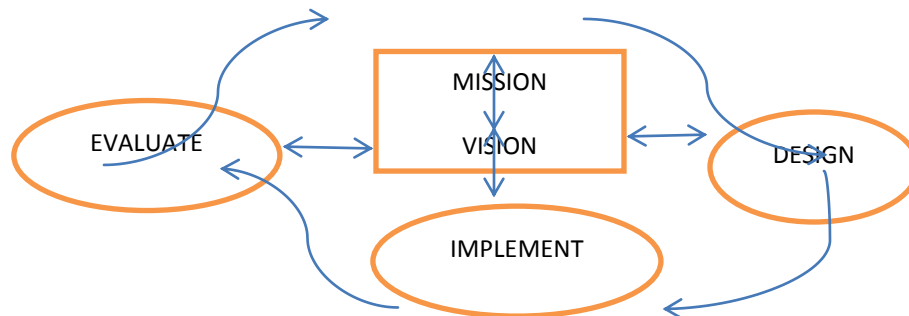 MISSION
EVALUATE
VISION
DESIGN
IMPLEMENT